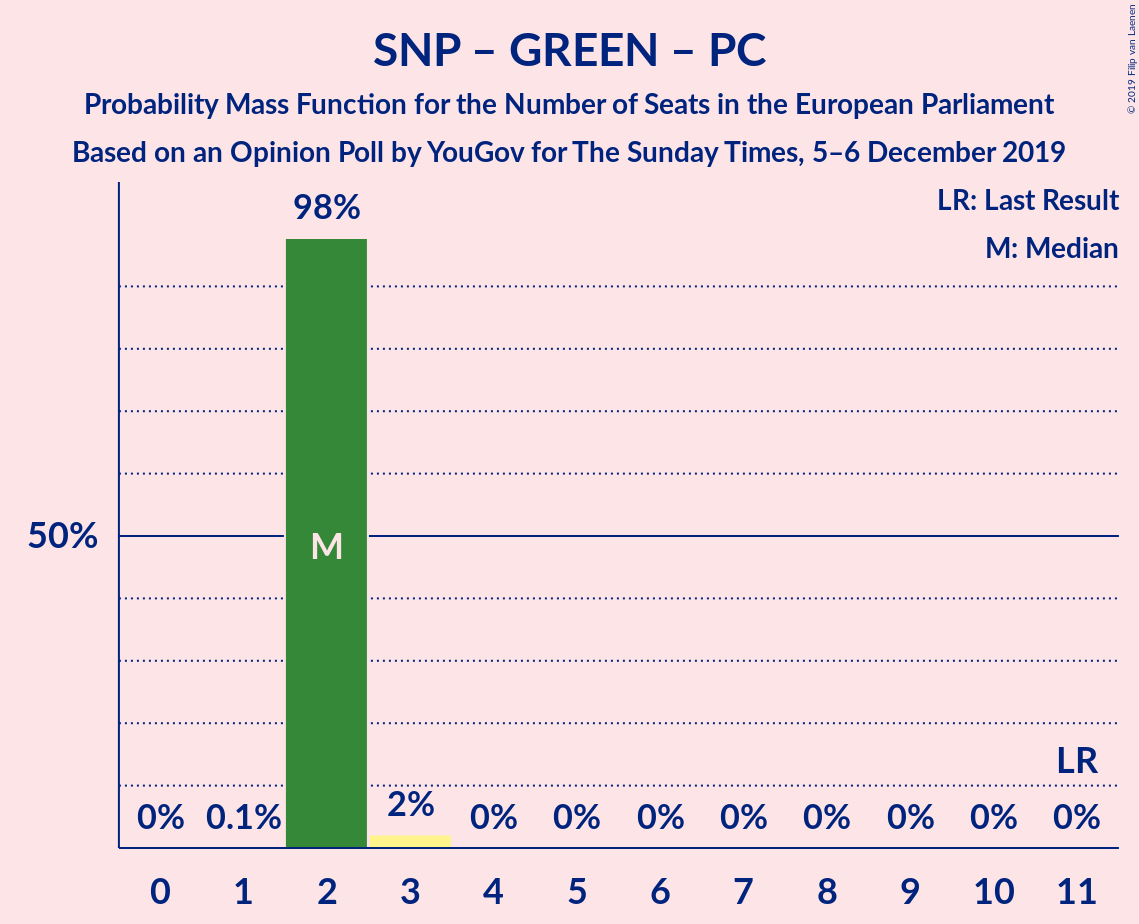 SNP – GREEN – PC
Probability Mass Function for the Number of Seats in the European Parliament
Based on an Opinion Poll by YouGov for The Sunday Times, 5–6 December 2019
© 2019 Filip van Laenen
LR: Last Result
M: Median
98%
50%
M
LR
0% 0.1% 2% 0% 0% 0% 0% 0% 0% 0% 0%
0 1 2 3 4 5 6 7 8 9 10 11